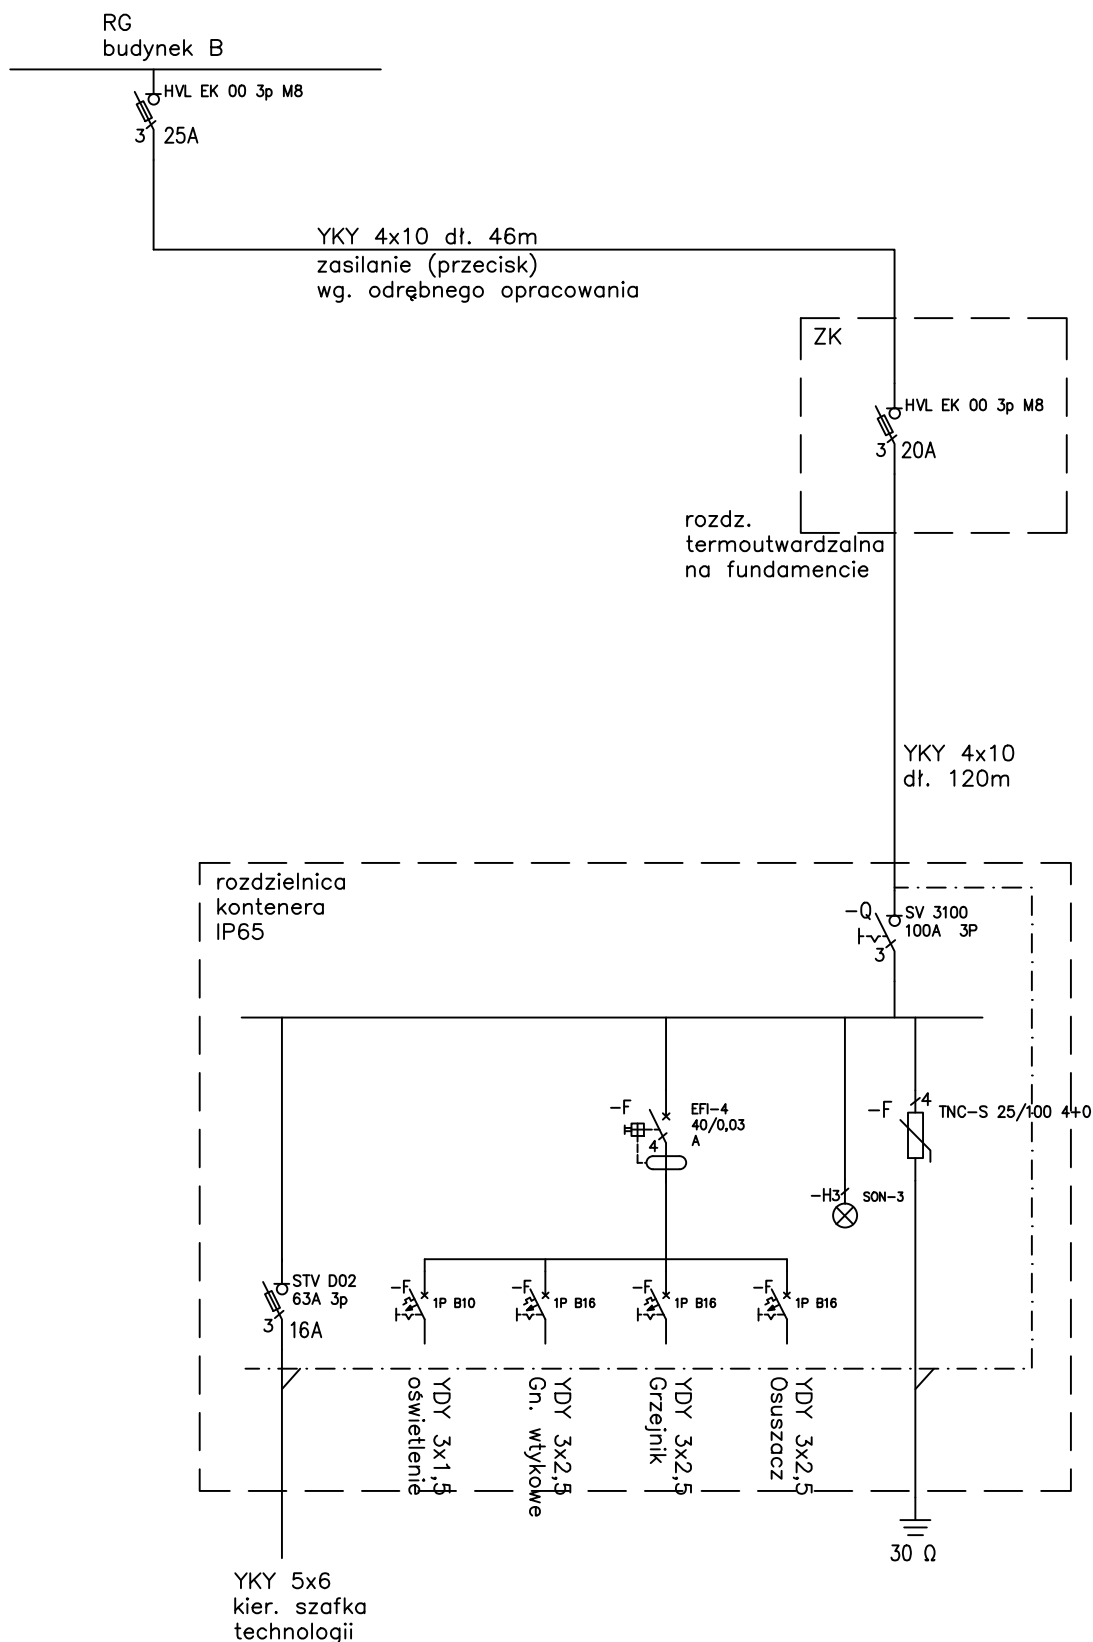 RG
budynek B
HVL EK 00 3p M8
3 25A
YKY 4x10 dł. 46m
zasilanie (przecisk)
wg. odrębnego opracowania
ZK
HVL EK 00 3p M8
3 20A
rozdz.
termoutwardzalna
na fundamencie
YKY 4x10
dł. 120m
rozdzielnica
kontenera
IP65
-Q SV 3100
100A 3P
3
-F EFI-4
40/0,03
A
4
-F 4 TNC-S 25/100 4+0
-H3 SON-3
STV D02
63A 3p
3 16A
-F 1P B10
-F 1P B16
-F 1P B16
-F 1P B16
YDY 3x1,5
oświetlenie
YDY 3x2,5
Gn. wtykowe
YDY 3x2,5
Grzejnik
YDY 3x2,5
Osuszacz
30 Ω
YKY 5x6
kier. szafka
technologii